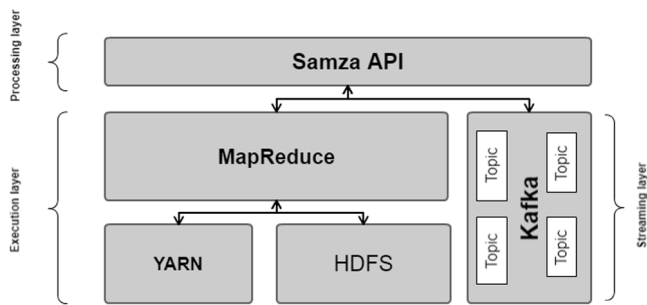 Processing layer
Samza API
Execution layer
MapReduce
YARN
HDFS
Kafka
Topic
Topic
Topic
Topic
Streaming layer